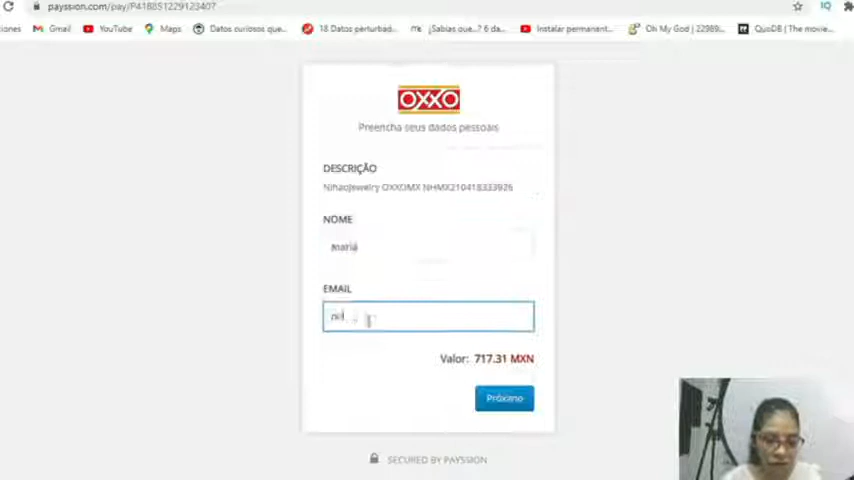 payssion.com/pay/P418851229123407
ciones Gmail YouTube Maps Datos curiosos que... 18 Datos perturbad... ¿Sabias que...? 6 da... Instalar permanent... Oh My God | 22989... QuoDB | The movie...
OXXO
Preencha seus dados pessoais
DESCRIÇÃO
Nihaojewelry OXXOMX NHMX210418333926
NOME
maria
EMAIL
Valor: 717.31 MXN
Próximo
SECURED BY PAYSSION